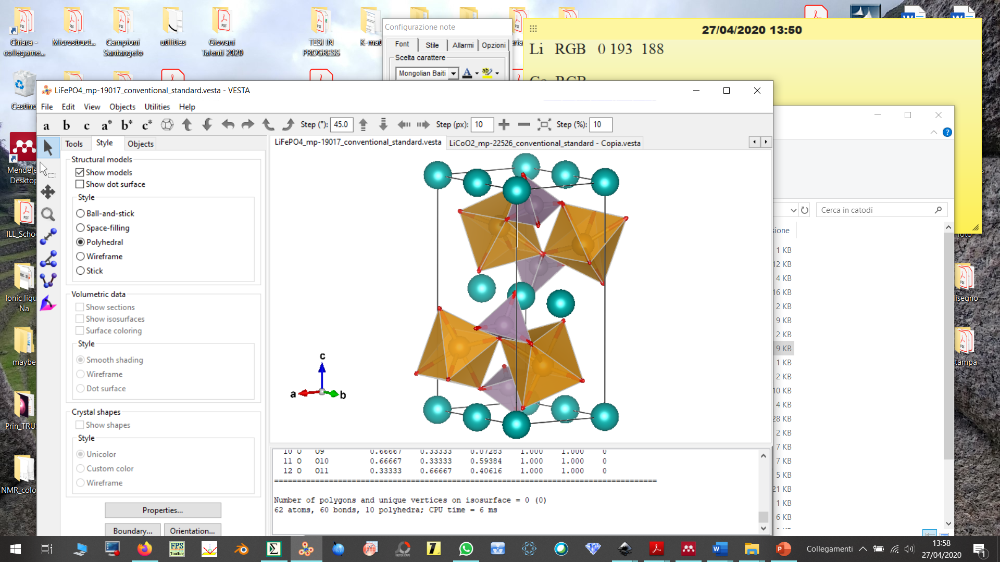 Chiara -
collegame...
Microstruct...
Campioni
Santangelo
utilities
Giovani
Talenti 2020
TESI IN
PROGRESS
K-mat
Configurazione note
Font
Stile
Allarmi
Opzioni
Scelta carattere
Mongolian Baiti
27/04/2020 13:50
Li RGB 0 193 188
RGB
Cestino
LiFePO4_mp-19017_conventional_standard.vesta - VESTA
File Edit View Objects Utilities Help
a b c a* b* c* Step (°): 45.0 Step (px): 10 Step (%): 10
Tools Style Objects
LiFePO4_mp-19017_conventional_standard.vesta
LiCoO2_mp-22526_conventional_standard - Copia.vesta
Mendele
Desktop
ILL_Scho
Ionic liqu
Na
maybe
Prin_TRUS
NMR_colo
Structural models
Show models
Show dot surface
Style
Ball-and-stick
Space-filling
Polyhedral
Wireframe
Stick
Volumetric data
Show sections
Show isosurfaces
Surface coloring
Style
Smooth shading
Wireframe
Dot surface
Crystal shapes
Show shapes
Style
Unicolor
Custom color
Wireframe
Properties...
Boundary...
Orientation...
c
a
b
10 O O9 0.66667 0.33333 0.07283 1.000 1.000 0
11 O O10 0.66667 0.33333 0.59384 1.000 1.000 0
12 O O11 0.33333 0.66667 0.40616 1.000 1.000 0
Number of polygons and unique vertices on isosurface = 0 (0)
62 atoms, 60 bonds, 10 polyhedra; CPU time = 6 ms
Cerca in catodi
sione
1 KB
12 KB
4 KB
16 KB
2 KB
9 KB
2 KB
9 KB
1 KB
2 KB
10 KB
4 KB
28 KB
2 KB
7 KB
7 KB
5 KB
21 KB
1 KB
6 KB
isegno
tampa
FPS
Toolbar
Collegamenti
13:58
27/04/2020
1